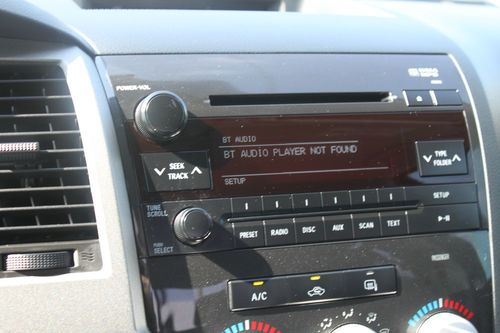 POWER·VOL
BT AUDIO
BT AUDIO PLAYER NOT FOUND
SETUP
SEEK
TRACK
TYPE
FOLDER
TUNE
SCROLL
PUSH
SELECT
SETUP
PRESET RADIO DISC AUX SCAN TEXT
A/C